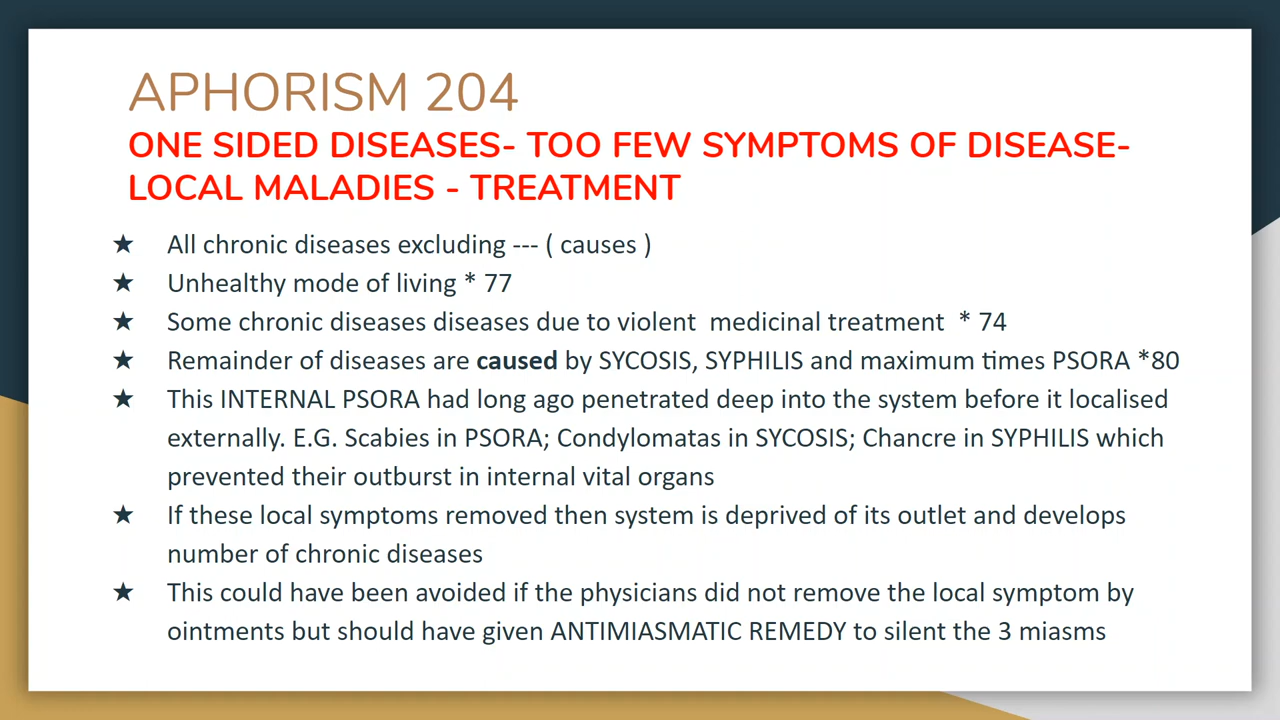 APHORISM 204
ONE SIDED DISEASES- TOO FEW SYMPTOMS OF DISEASE-
LOCAL MALADIES - TREATMENT
★ All chronic diseases excluding --- ( causes )
★ Unhealthy mode of living * 77
★ Some chronic diseases diseases due to violent  medicinal treatment  * 74
★ Remainder of diseases are caused by SYCOSIS, SYPHILIS and maximum times PSORA *80
★ This INTERNAL PSORA had long ago penetrated deep into the system before it localised
externally. E.G. Scabies in PSORA; Condylomatas in SYCOSIS; Chancre in SYPHILIS which
prevented their outburst in internal vital organs
★ If these local symptoms removed then system is deprived of its outlet and develops
number of chronic diseases
★ This could have been avoided if the physicians did not remove the local symptom by
ointments but should have given ANTIMIASMATIC REMEDY to silent the 3 miasms